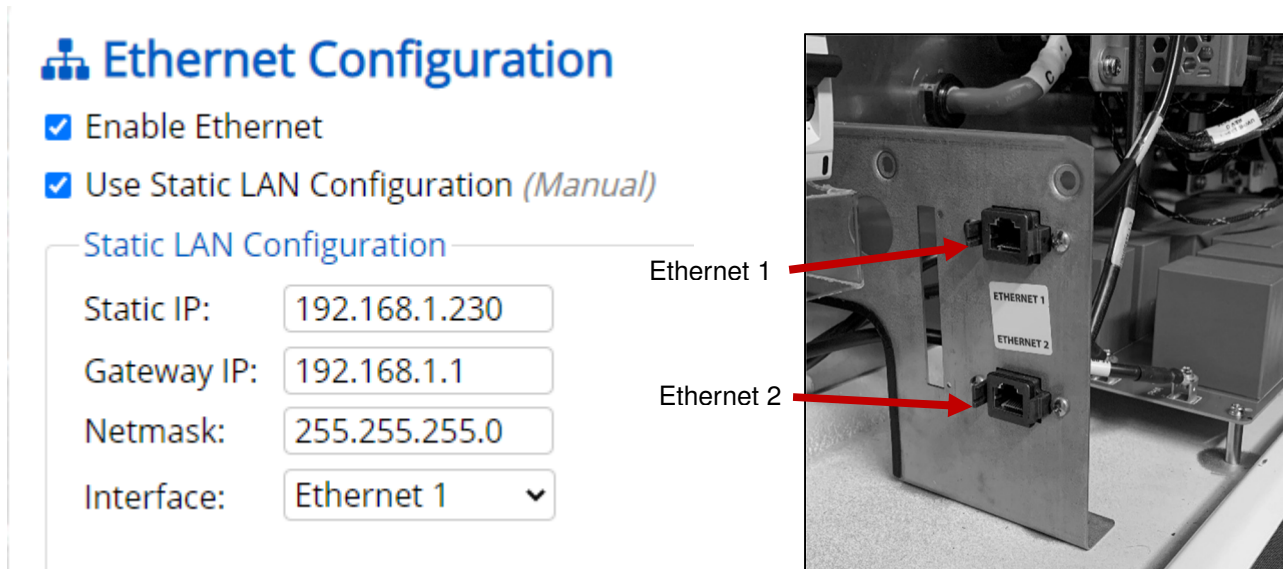 Ethernet Configuration
Enable Ethernet
Use Static LAN Configuration (Manual)
Static LAN Configuration
Static IP: 192.168.1.230
Gateway IP: 192.168.1.1
Netmask: 255.255.255.0
Interface: Ethernet 1
Ethernet 1
Ethernet 2
C
ETHERNET 1
ETHERNET 2